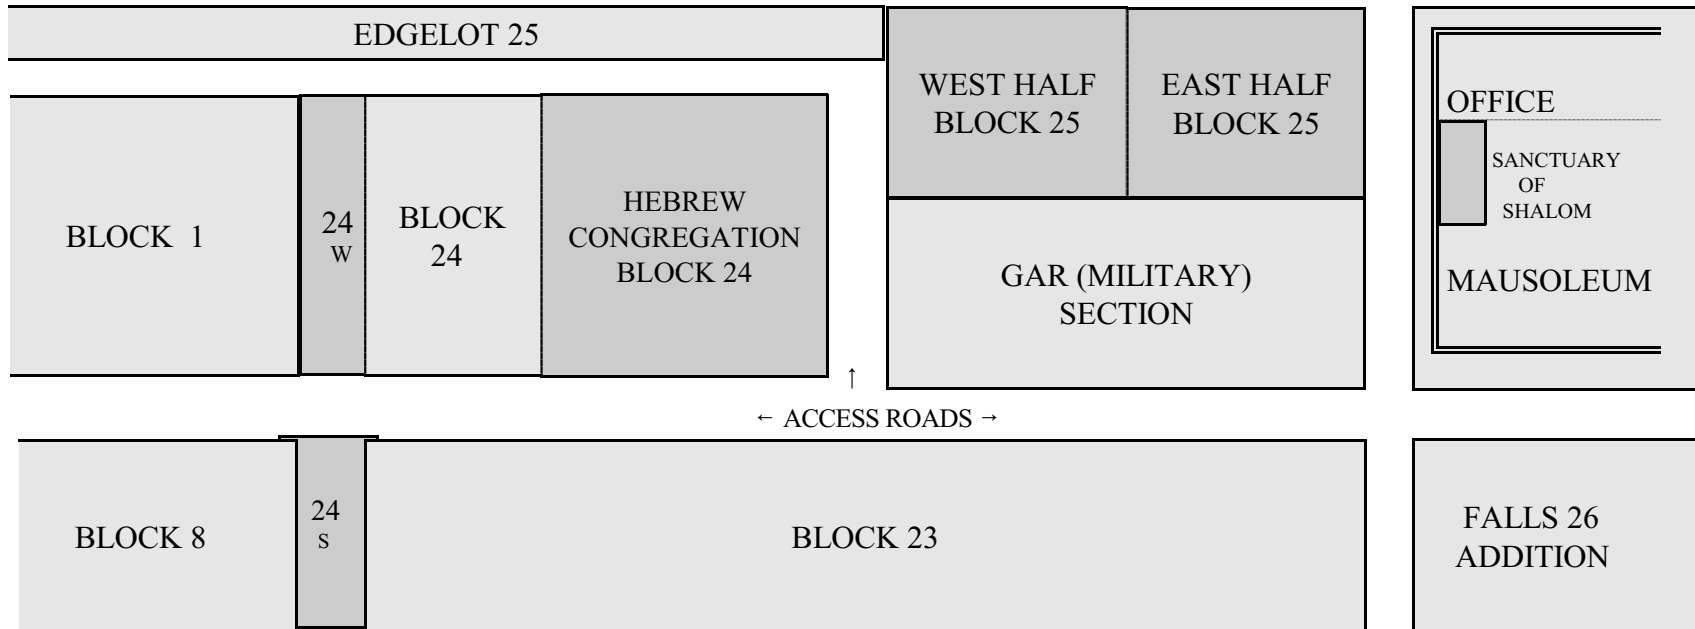 EDGELOT 25
WEST HALF
BLOCK 25
EAST HALF
BLOCK 25
OFFICE
SANCTUARY
OF
SHALOM
MAUSOLEUM
BLOCK 1
24
W
BLOCK
24
HEBREW
CONGREGATION
BLOCK 24
GAR (MILITARY)
SECTION
↑
← ACCESS ROADS →
BLOCK 8
24
S
BLOCK 23
FALLS 26
ADDITION